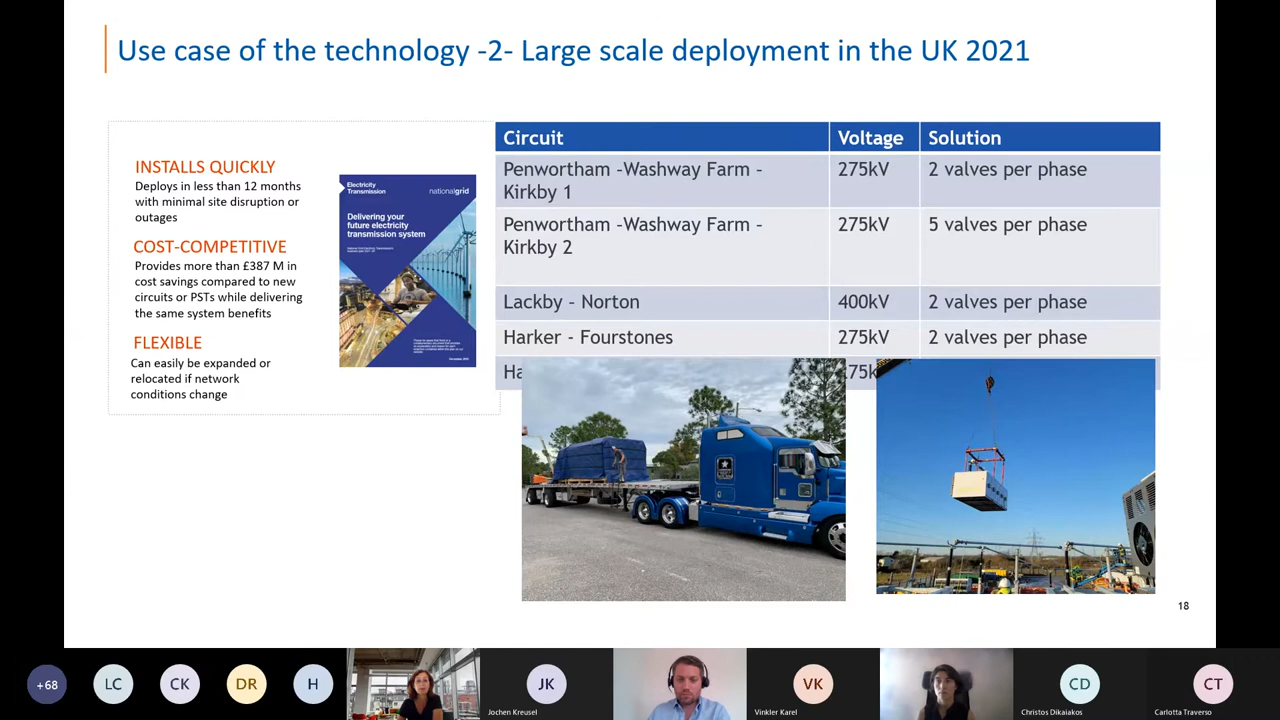 Use case of the technology -2- Large scale deployment in the UK 2021
INSTALLS QUICKLY
Deploys in less than 12 months
with minimal site disruption or
outages
COST-COMPETITIVE
Provides more than £387 M in
cost savings compared to new
circuits or PSTs while delivering
the same system benefits
FLEXIBLE
Can easily be expanded or
relocated if network
conditions change
Electricity
Transmission
nationalgrid
Delivering your
future electricity
transmission system
Circuit Voltage Solution
Penwortham -Washway Farm - 275kV 2 valves per phase
Kirkby 1
Penwortham -Washway Farm - 275kV 5 valves per phase
Kirkby 2
Lackby - Norton 400kV 2 valves per phase
Harker - Fourstones 275kV 2 valves per phase
18
+68
LC
CK
DR
H
JK
Jochen Kreusel
VK
Vinkler Karel
CD
Christos Dikaiakos
CT
Carlotta Traverso